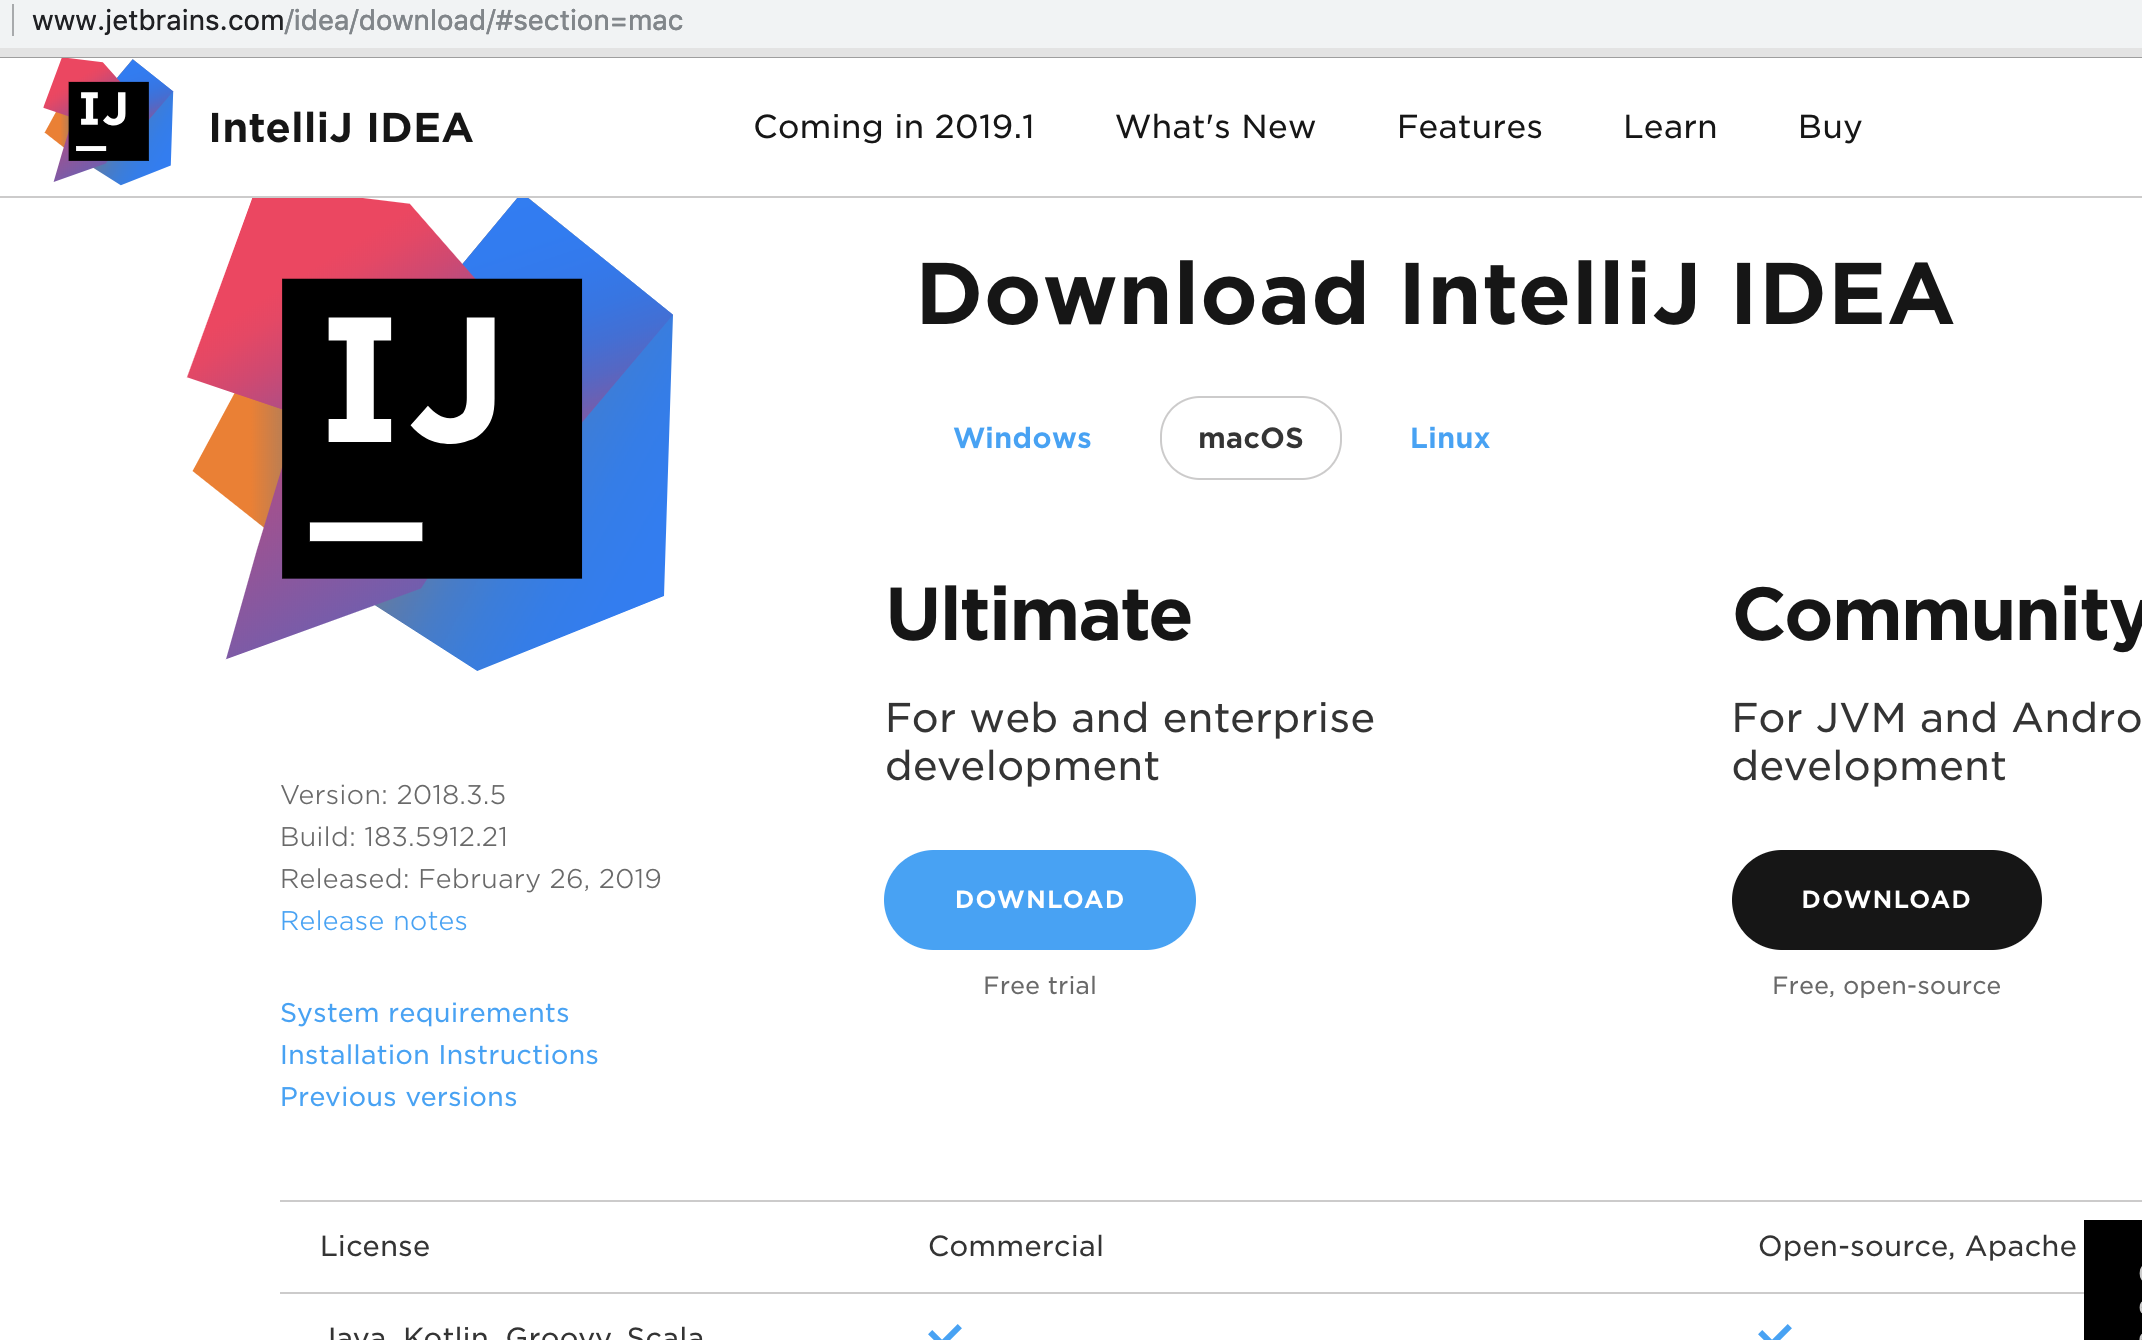 www.jetbrains.com/idea/download/#section=mac
IJ
IntelliJ IDEA
Coming in 2019.1
What's New
Features
Learn
Buy
IJ
Download IntelliJ IDEA
Windows
macOS
Linux
Version: 2018.3.5
Build: 183.5912.21
Released: February 26, 2019
Release notes
System requirements
Installation Instructions
Previous versions
Ultimate
For web and enterprise
development
DOWNLOAD
Free trial
Community
For JVM and Andro
development
DOWNLOAD
Free, open-source
License
Commercial
Open-source, Apache
Java, Kotlin, Groovy, Scala